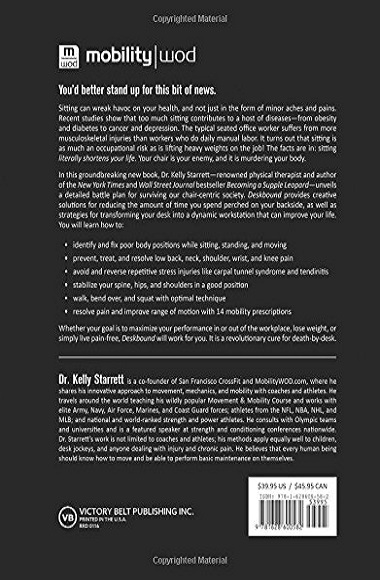 Copyrighted Material
m
wod
mobility|wod
You'd better stand up for this bit of news.
Sitting can wreak havoc on your health, and not just in the form of minor aches and pains.
Recent studies show that too much sitting contributes to a host of diseases—from obesity
and diabetes to cancer and depression. The typical seated office worker suffers from more
musculoskeletal injuries than workers who do daily manual labor. It turns out that sitting is
as much an occupational risk as is lifting heavy weights on the job! The facts are in: sitting
literally shortens your life. Your chair is your enemy, and it is murdering your body.
In this groundbreaking new book, Dr. Kelly Starrett—renowned physical therapist and author
of the New York Times and Wall Street Journal bestseller Becoming a Supple Leopard—unveils
a detailed battle plan for surviving our chair-centric society. Deskbound provides creative
solutions for reducing the amount of time you spend perched on your backside, as well as
strategies for transforming your desk into a dynamic workstation that can improve your life.
You will learn how to:
• identify and fix poor body positions while sitting, standing, and moving
• prevent, treat, and resolve low back, neck, shoulder, wrist, and knee pain
• avoid and reverse repetitive stress injuries like carpal tunnel syndrome and tendinitis
• stabilize your spine, hips, and shoulders in a good position
• walk, bend over, and squat with optimal technique
• resolve pain and improve range of motion with 14 mobility prescriptions
Whether your goal is to maximize your performance in or out of the workplace, lose weight, or
simply live pain-free, Deskbound will work for you. It is a revolutionary cure for death-by-desk.
Dr. Kelly Starrett is a co-founder of San Francisco CrossFit and MobilityWOD.com, where he
shares his innovative approach to movement, mechanics, and mobility with coaches and athletes. He
travels around the world teaching his wildly popular Movement & Mobility Course and works with
elite Army, Navy, Air Force, Marines, and Coast Guard forces; athletes from the NFL, NBA, NHL, and
MLB; and national and world-ranked strength and power athletes. He consults with Olympic teams
and universities and is a featured speaker at strength and conditioning conferences nationwide.
Dr. Starrett's work is not limited to coaches and athletes; his methods apply equally well to children,
desk jockeys, and anyone dealing with injury and chronic pain. He believes that every human being
should know how to move and be able to perform basic maintenance on themselves.
$39.95 US / $45.95 CAN
ISBN 978-1-628600-58-2
53995
9 781628 600582
VB
VICTORY BELT PUBLISHING INC.
PRINTED IN THE U.S.A.
RRD 0116
Copyrighted Material